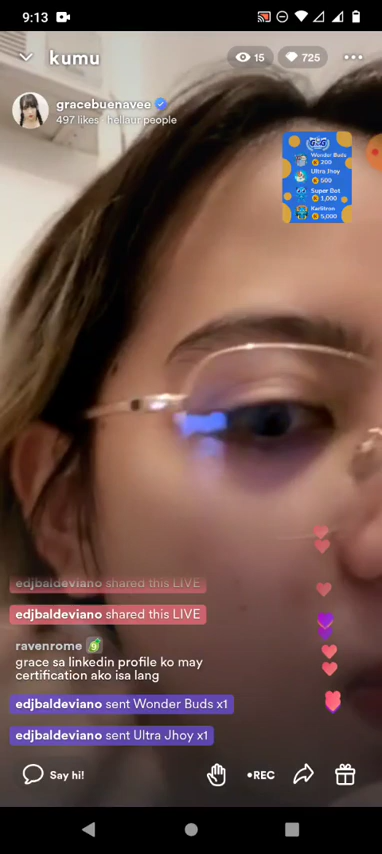 9:13
kumu
15
725
gracebuenavee
497 likes · hellaur people
G2G
Wonder Buds
200
Ultra Jhoy
500
Super Bot
1,000
Karlitron
5,000
edjbaldeviano shared this LIVE
edjbaldeviano shared this LIVE
ravenrome 9
grace sa linkedin profile ko may
certification ako isa lang
edjbaldeviano sent Wonder Buds x1
edjbaldeviano sent Ultra Jhoy x1
Say hi!
•REC